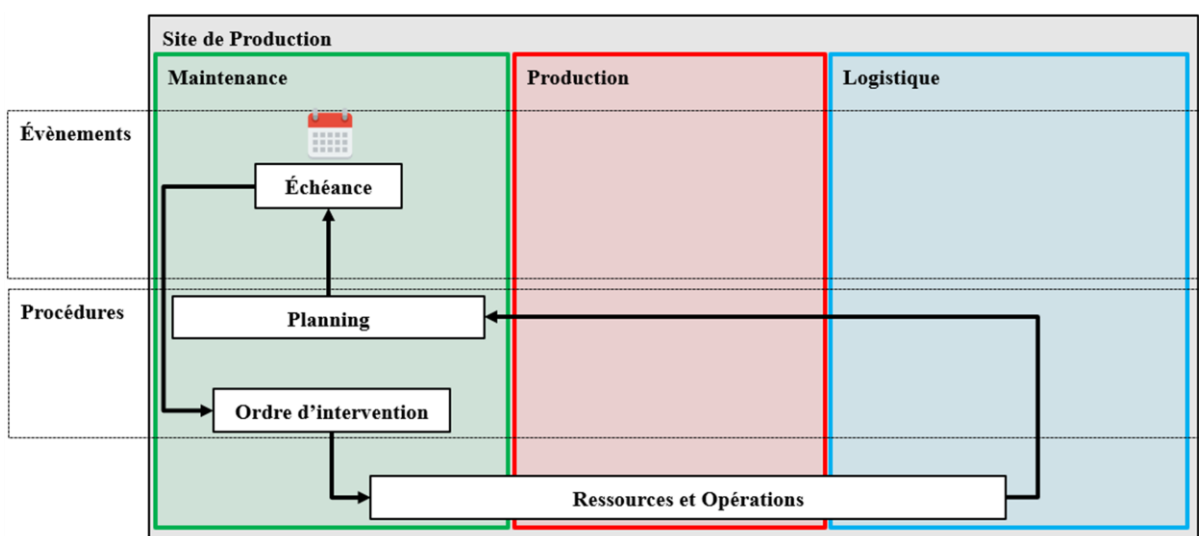 Site de Production
Maintenance
Production
Logistique
Évènements
Échéance
Procédures
Planning
Ordre d’intervention
Ressources et Opérations